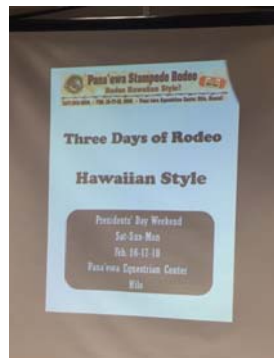 Pana'ewa Stampede Rodeo
Rodeo Hawaiian Style!
Three Days of Rodeo
Hawaiian Style
Presidents' Day Weekend
Sat-Sun-Mon
Feb. 16-17-18
Pana'ewa Equestrian Center
Hilo